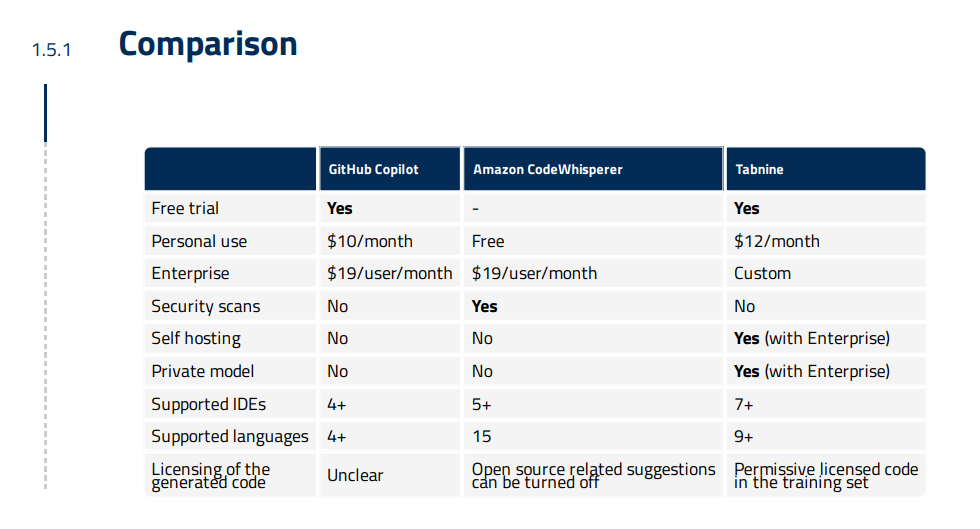 1.5.1 Comparison
GitHub Copilot Amazon CodeWhisperer Tabnine
Free trial Yes - Yes
Personal use $10/month Free $12/month
Enterprise $19/user/month $19/user/month Custom
Security scans No Yes No
Self hosting No No Yes (with Enterprise)
Private model No No Yes (with Enterprise)
Supported IDEs 4+ 5+ 7+
Supported languages 4+ 15 9+
Licensing of the
generated code
Unclear
Open source related suggestions
can be turned off
Permissive licensed code
in the training set